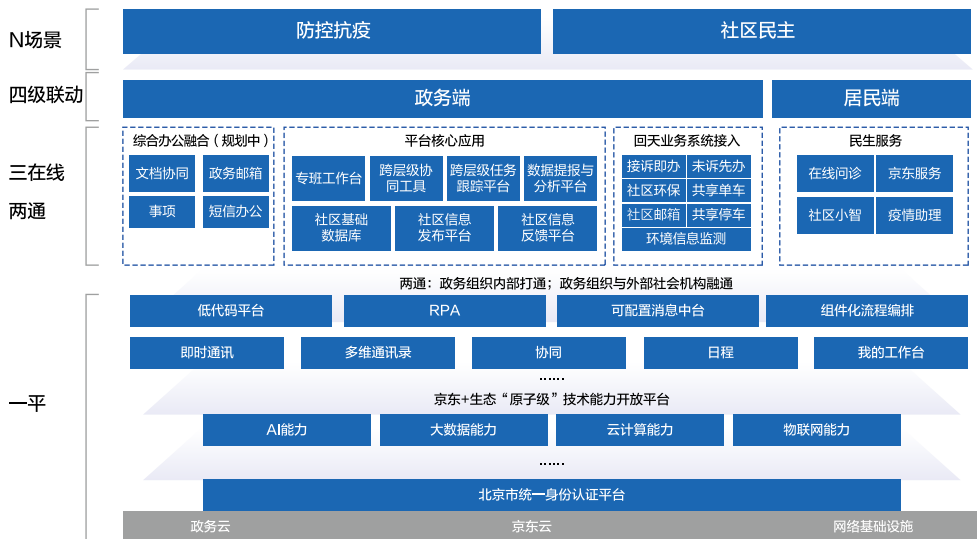 N场景
防控抗疫
社区民主
四级联动
政务端
居民端
三在线
两通
综合办公融合（规划中）
文档协同
政务邮箱
事项
短信办公
平台核心应用
专班工作台
跨层级协
同工具
跨层级任务
跟踪平台
数据提报与
分析平台
社区基础
数据库
社区信息
发布平台
社区信息
反馈平台
回天业务系统接入
接诉即办
未诉先办
社区环保
共享单车
社区邮箱
共享停车
环境信息监测
民生服务
在线问诊
京东服务
社区小智
疫情助理
两通：政务组织内部打通；政务组织与外部社会机构融通
一平
低代码平台
RPA
可配置消息中台
组件化流程编排
即时通讯
多维通讯录
协同
日程
我的工作台
……
京东+生态“原子级”技术能力开放平台
AI能力
大数据能力
云计算能力
物联网能力
……
北京市统一身份认证平台
政务云
京东云
网络基础设施